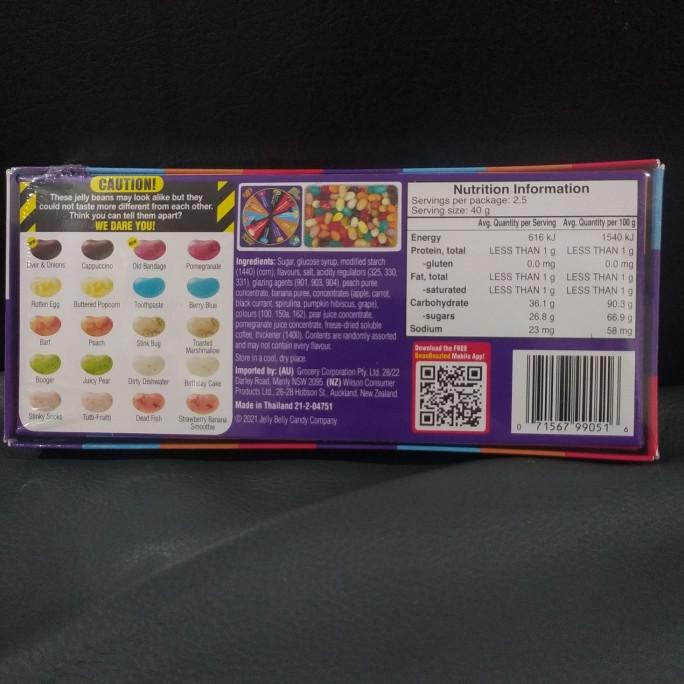 CAUTION!
These jelly beans may look alike but they
could not taste more different from each other.
Think you can tell them apart?
WE DARE YOU!
Liver & Onions Cappuccino Old Bandage Pomegranate
Rotten Egg Buttered Popcorn Toothpaste Berry Blue
Barf Peach Stink Bug Toasted
Marshmallow
Booger Juicy Pear Dirty Dishwater Birthday Cake
Stinky Socks Tutti-Fruitti Dead Fish Strawberry Banana
Smoothie
Ingredients: Sugar, glucose syrup, modified starch
(1440) (corn), flavours, salt, acidity regulators (325, 330,
331), glazing agents (901, 903, 904), peach puree
concentrate, banana puree, concentrates (apple, carrot,
black currant, spirulina, pumpkin hibiscus, grape),
colours (100, 150a, 162), pear juice concentrate,
pomegranate juice concentrate, freeze-dried soluble
coffee, thickener (1400). Contents are randomly assorted
and may not contain every flavour.
Store in a cool, dry place.
Imported by: (AU) Grocery Corporation Pty. Ltd. 28/22
Darley Road, Manly NSW 2095. (NZ) Wilson Consumer
Products Ltd., 26-28 Hobson St., Auckland, New Zealand.
Made in Thailand 21-2-04751
© 2021 Jelly Belly Candy Company
Nutrition Information
Servings per package: 2.5
Serving size: 40 g
Avg. Quantity per Serving Avg. Quantity per 100 g
Energy 616 kJ 1540 kJ
Protein, total LESS THAN 1 g LESS THAN 1 g
-gluten 0.0 mg 0.0 mg
Fat, total LESS THAN 1 g LESS THAN 1 g
-saturated LESS THAN 1 g LESS THAN 1 g
Carbohydrate 36.1 g 90.3 g
-sugars 26.8 g 66.9 g
Sodium 23 mg 58 mg
Download the FREE
BeanBoozled Mobile App!
0 71567 99051 6